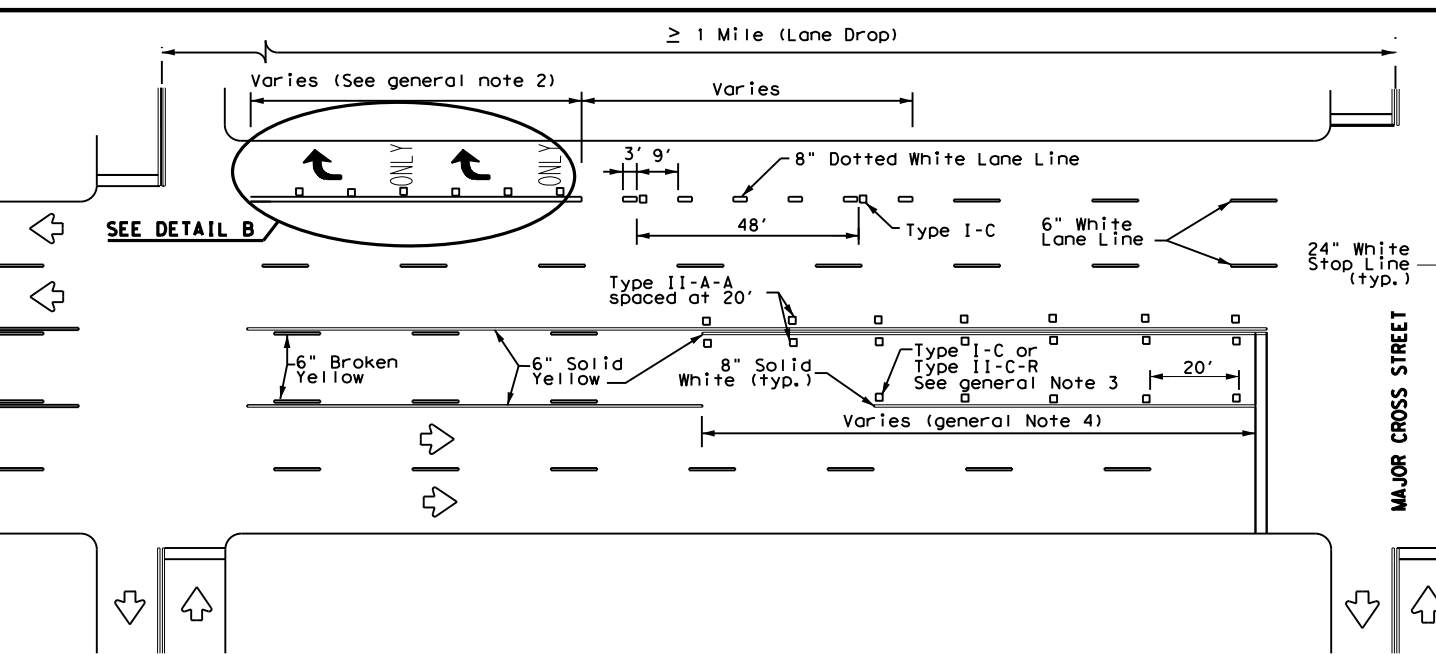 ≥ 1 Mile (Lane Drop)
Varies (See general note 2)
Varies
ONLY
ONLY
3' 9'
8" Dotted White Lane Line
SEE DETAIL B
48'
Type I-C
6" White
Lane Line
24" White
Stop Line
(typ.)
Type II-A-A
spaced at 20'
6" Broken
Yellow
6" Solid
Yellow
8" Solid
White (typ.)
Type I-C or
Type II-C-R
See general Note 3
20'
Varies (general Note 4)
MAJOR CROSS STREET